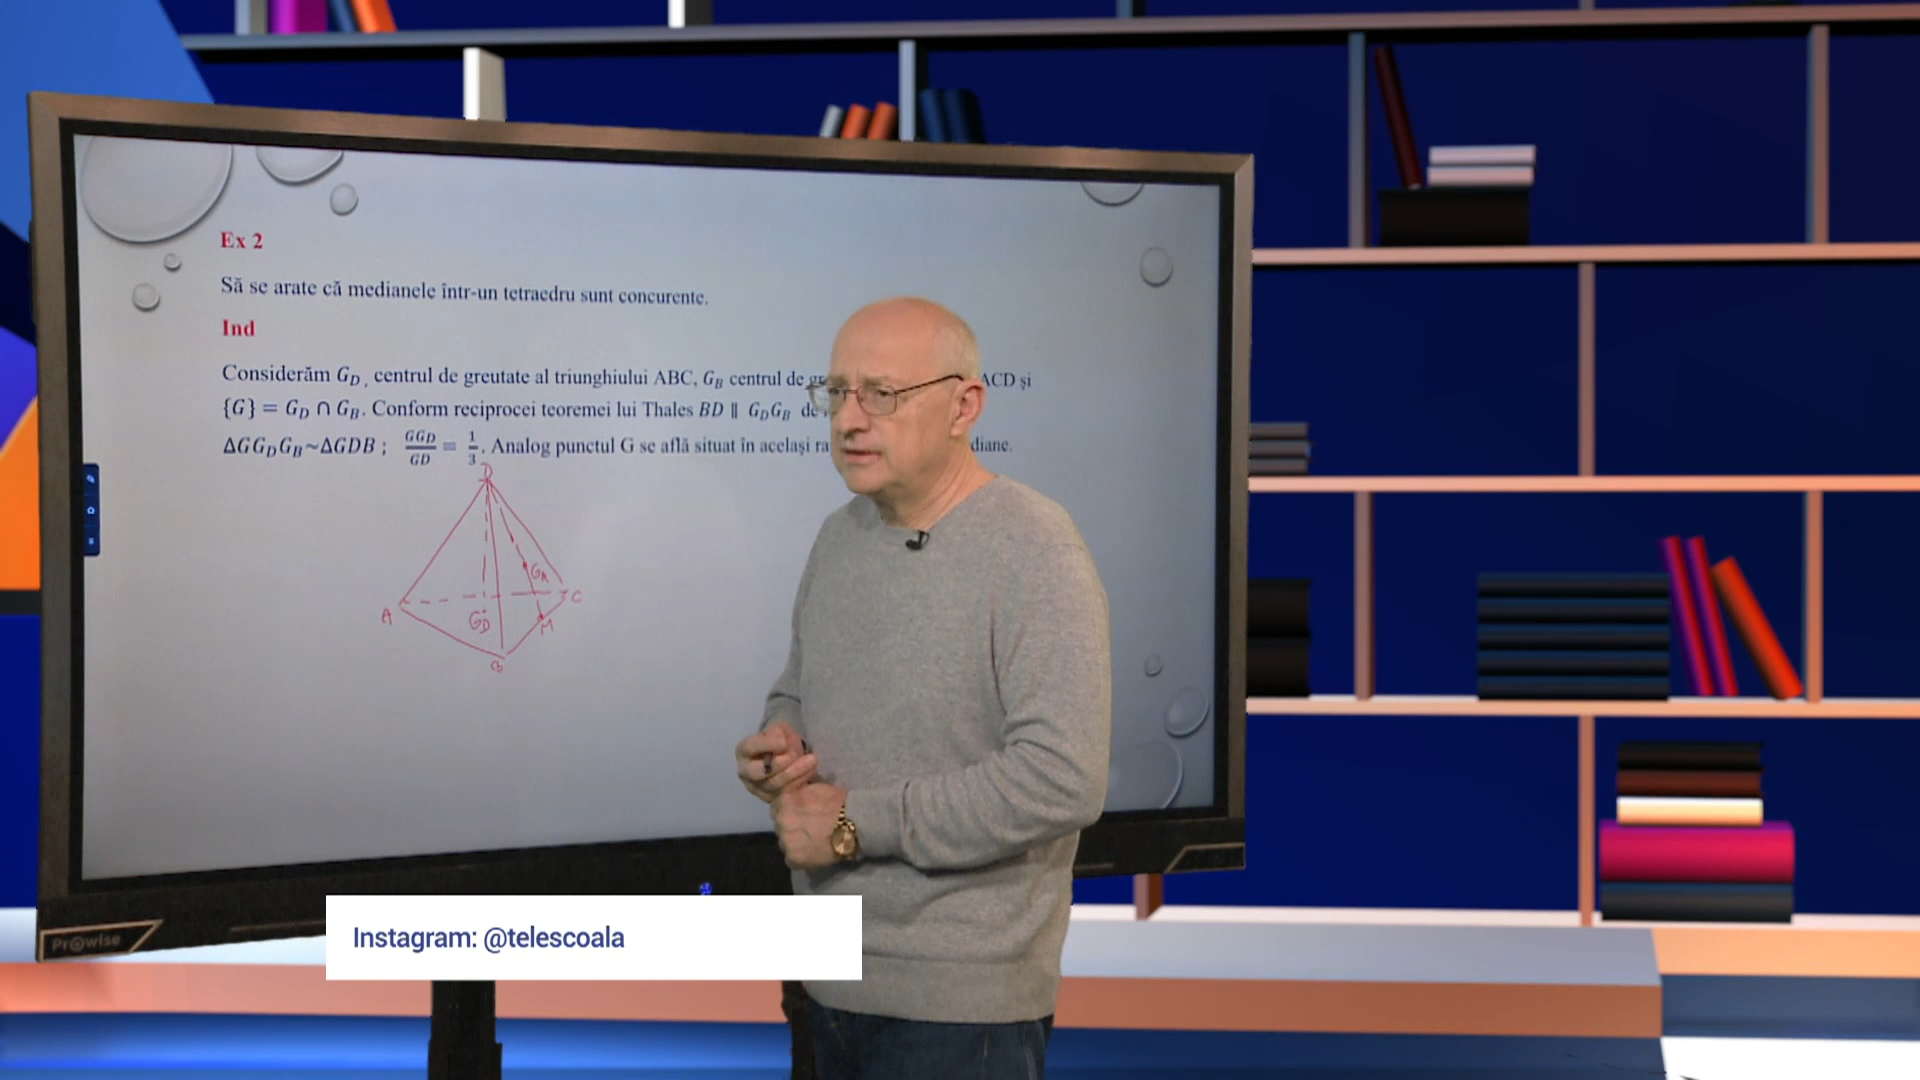 Ex 2
Să se arate că medianele într-un tetraedru sunt concurente.
Ind
Considerăm G_D, centrul de greutate al triunghiului ABC, G_B centrul de ACD și
{G} = G_D ∩ G_B. Conform reciprocei teoremei lui Thales BD ∥ G_DG_B
ΔGG_DG_B~ΔGDB ; GG_D/GD = 1/3. Analog punctul G se află situat în același
D
G_A
A
C
G_D
M
B
Prowise
Instagram: @telescoala